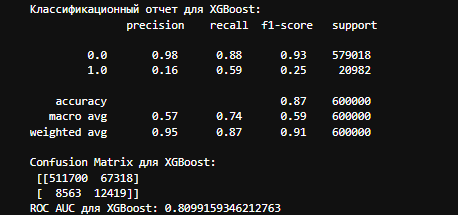 Классификационный отчет для XGBoost:
precision recall f1-score support
0.0 0.98 0.88 0.93 579018
1.0 0.16 0.59 0.25 20982
accuracy 0.87 600000
macro avg 0.57 0.74 0.59 600000
weighted avg 0.95 0.87 0.91 600000
Confusion Matrix для XGBoost:
[[511700 67318]
[ 8563 12419]]
ROC AUC для XGBoost: 0.8099159346212763